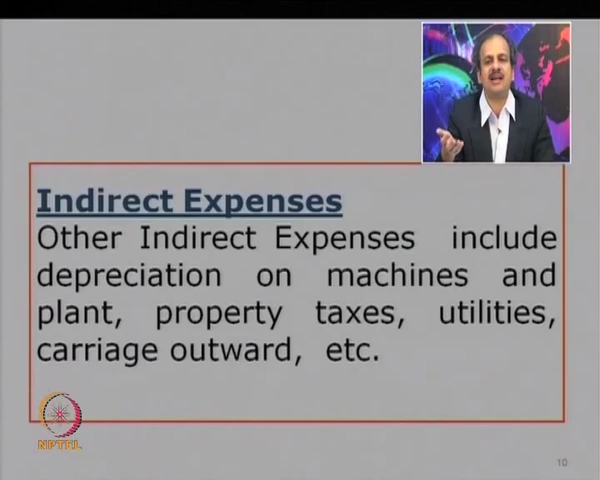 Indirect Expenses
Other Indirect Expenses include
depreciation on machines and
plant, property taxes, utilities,
carriage outward, etc.
NPTEL
10